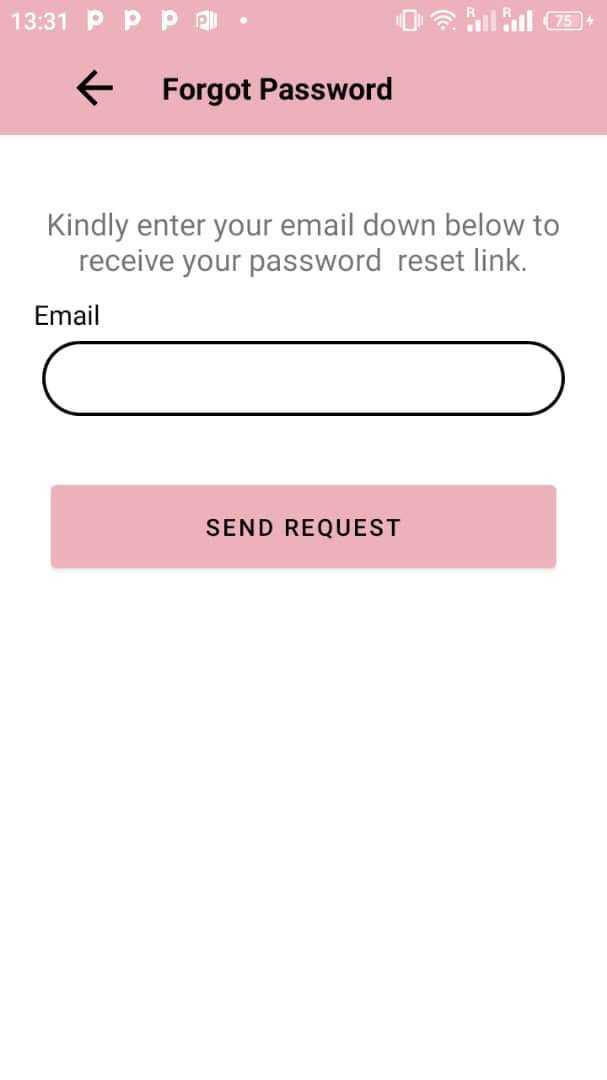 13:31 R R 75
Forgot Password
Kindly enter your email down below to
receive your password  reset link.
Email
SEND REQUEST